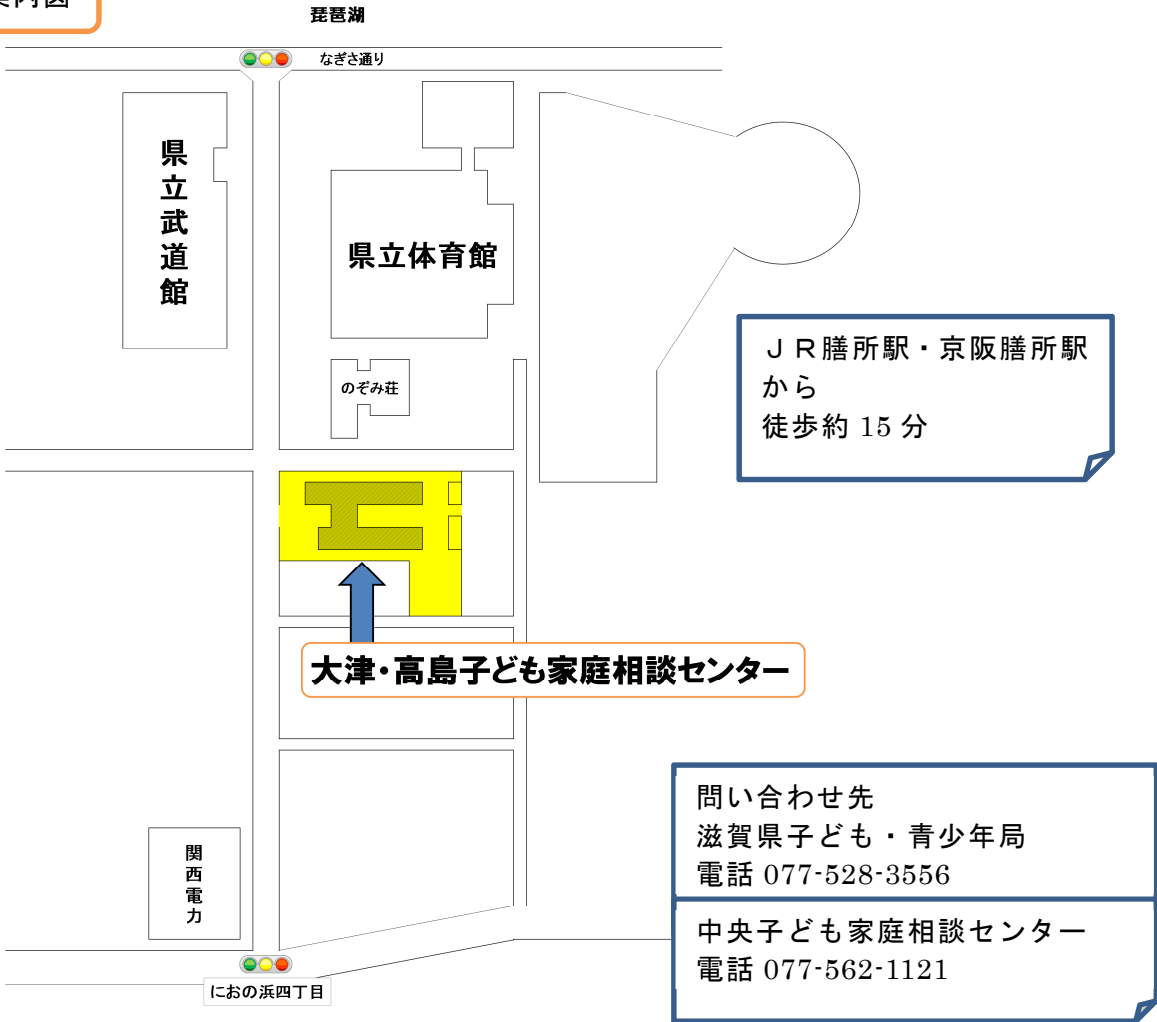 案内図
琵琶湖
なぎさ通り
県立武道館
県立体育館
のぞみ荘
ＪＲ膳所駅・京阪膳所駅
から
徒歩約 15 分
大津・高島子ども家庭相談センター
関西電力
におの浜四丁目
問い合わせ先
滋賀県子ども・青少年局
電話 077-528-3556
中央子ども家庭相談センター
電話 077-562-1121